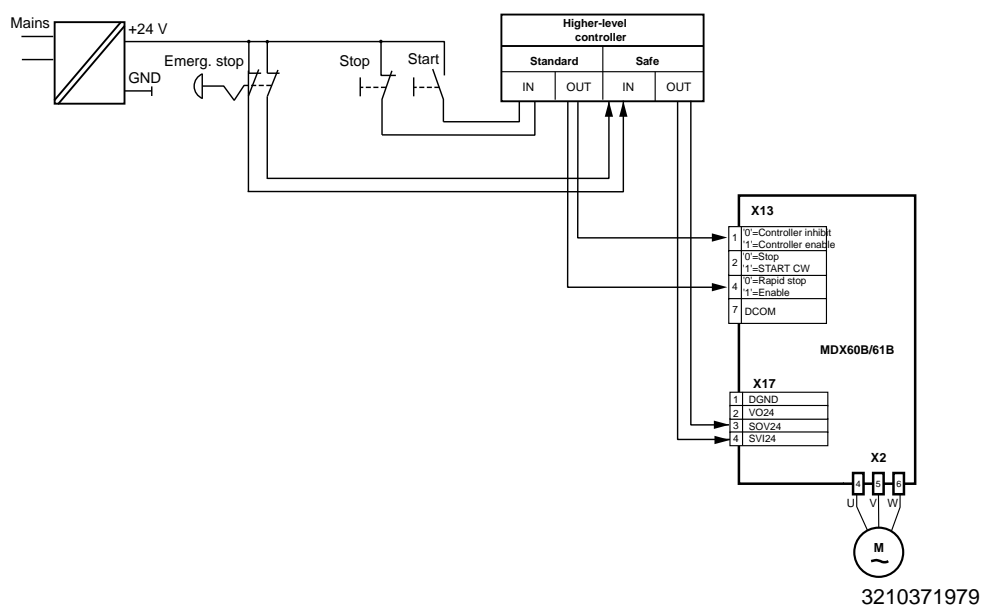 Mains
+24 V
GND
Emerg. stop
Stop
Start
Higher-level
controller
Standard
Safe
IN
OUT
IN
OUT
X13
1
'0'=Controller inhibit
'1'=Controller enable
2
'0'=Stop
'1'=START CW
4
'0'=Rapid stop
'1'=Enable
7
DCOM
MDX60B/61B
X17
1
DGND
2
VO24
3
SOV24
4
SVI24
X2
4
5
6
U
V
W
M
3210371979